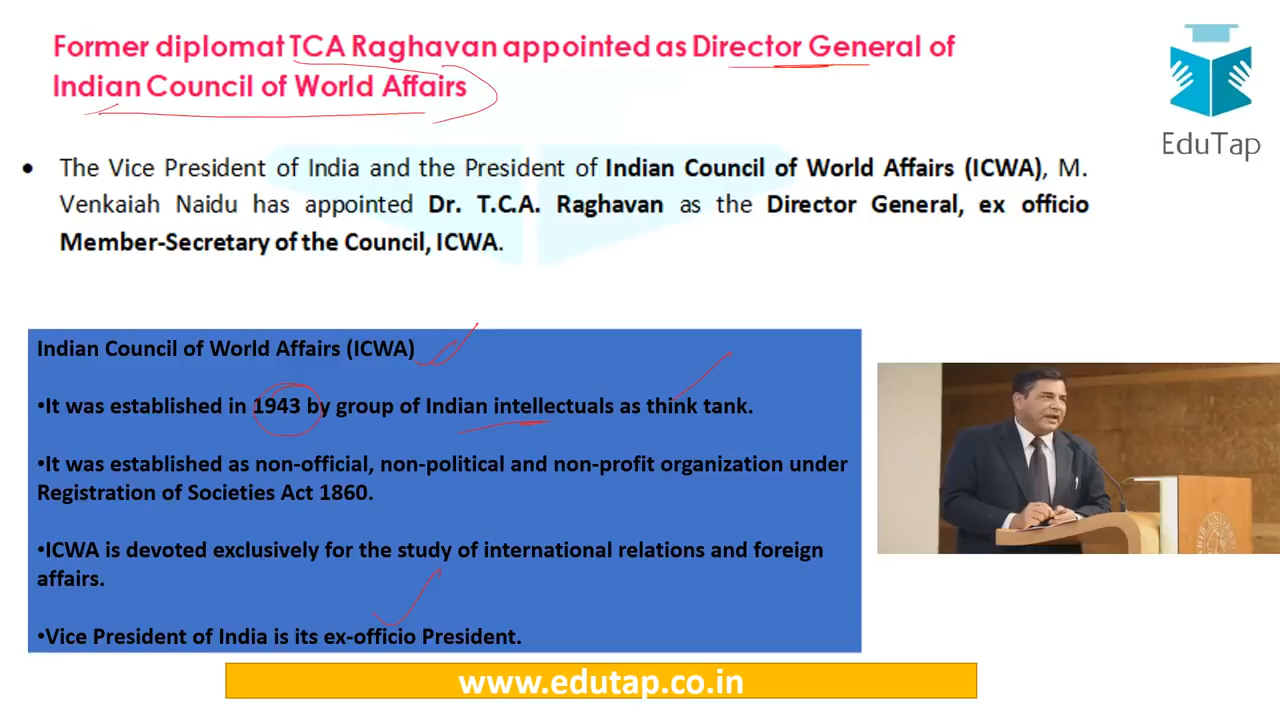 Former diplomat TCA Raghavan appointed as Director General of
Indian Council of World Affairs
EduTap
• The Vice President of India and the President of Indian Council of World Affairs (ICWA), M.
Venkaiah Naidu has appointed Dr. T.C.A. Raghavan as the Director General, ex officio
Member-Secretary of the Council, ICWA.
Indian Council of World Affairs (ICWA)
•It was established in 1943 by group of Indian intellectuals as think tank.
•It was established as non-official, non-political and non-profit organization under
Registration of Societies Act 1860.
•ICWA is devoted exclusively for the study of international relations and foreign
affairs.
•Vice President of India is its ex-officio President.
www.edutap.co.in